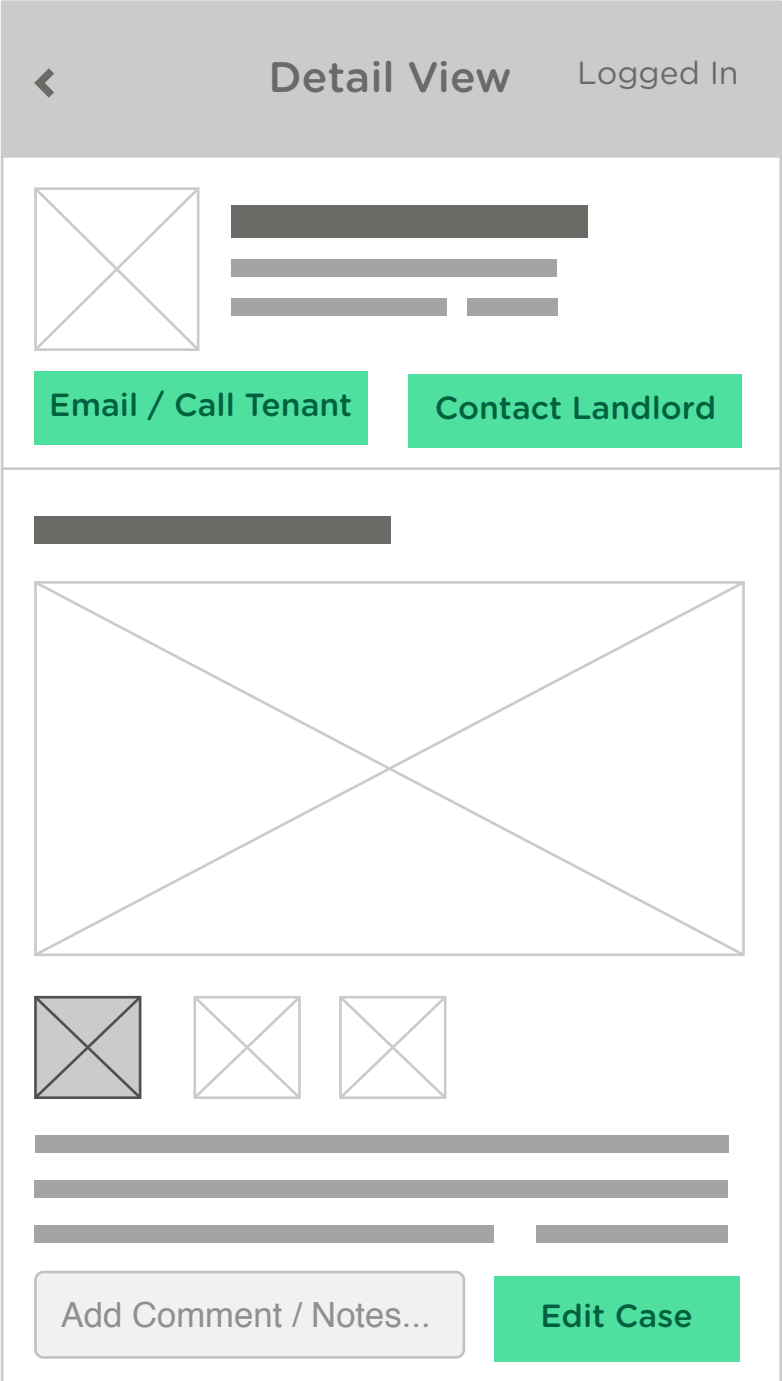 Detail View
Logged In
Email / Call Tenant
Contact Landlord
Add Comment / Notes...
Edit Case